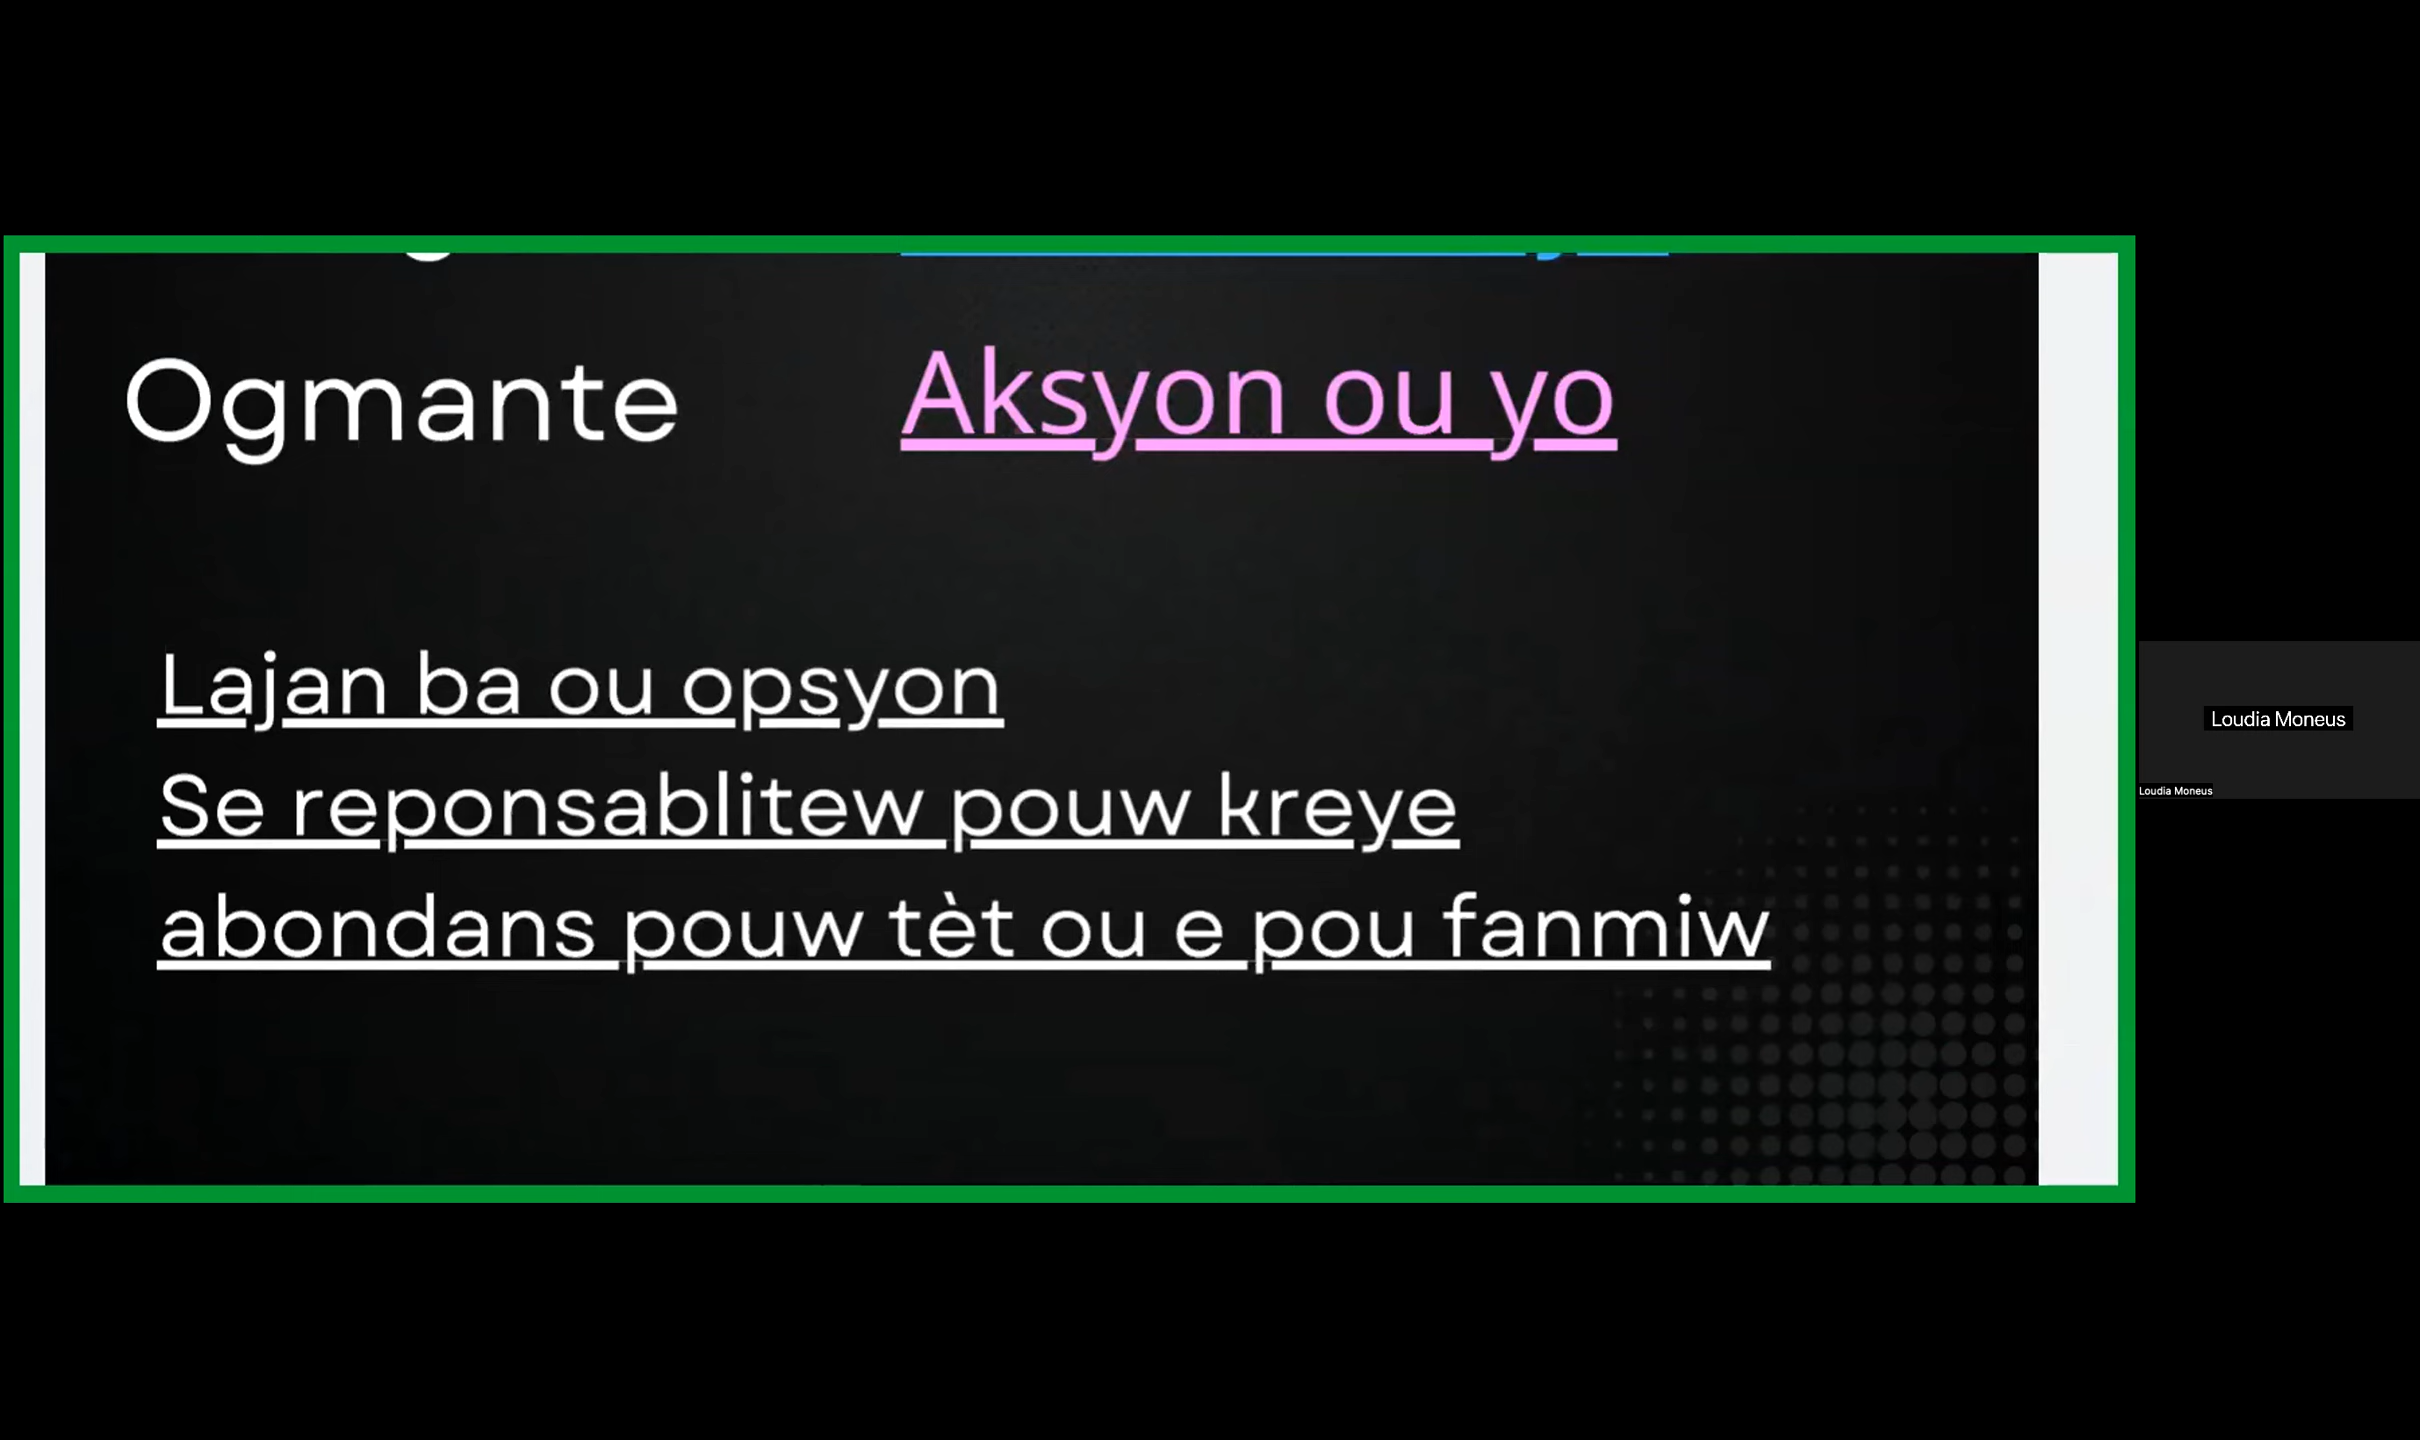 Ogmante Aksyon ou yo
Lajan ba ou opsyon
Se reponsablitew pouw kreye
abondans pouw tèt ou e pou fanmiw
Loudia Moneus
Loudia Moneus